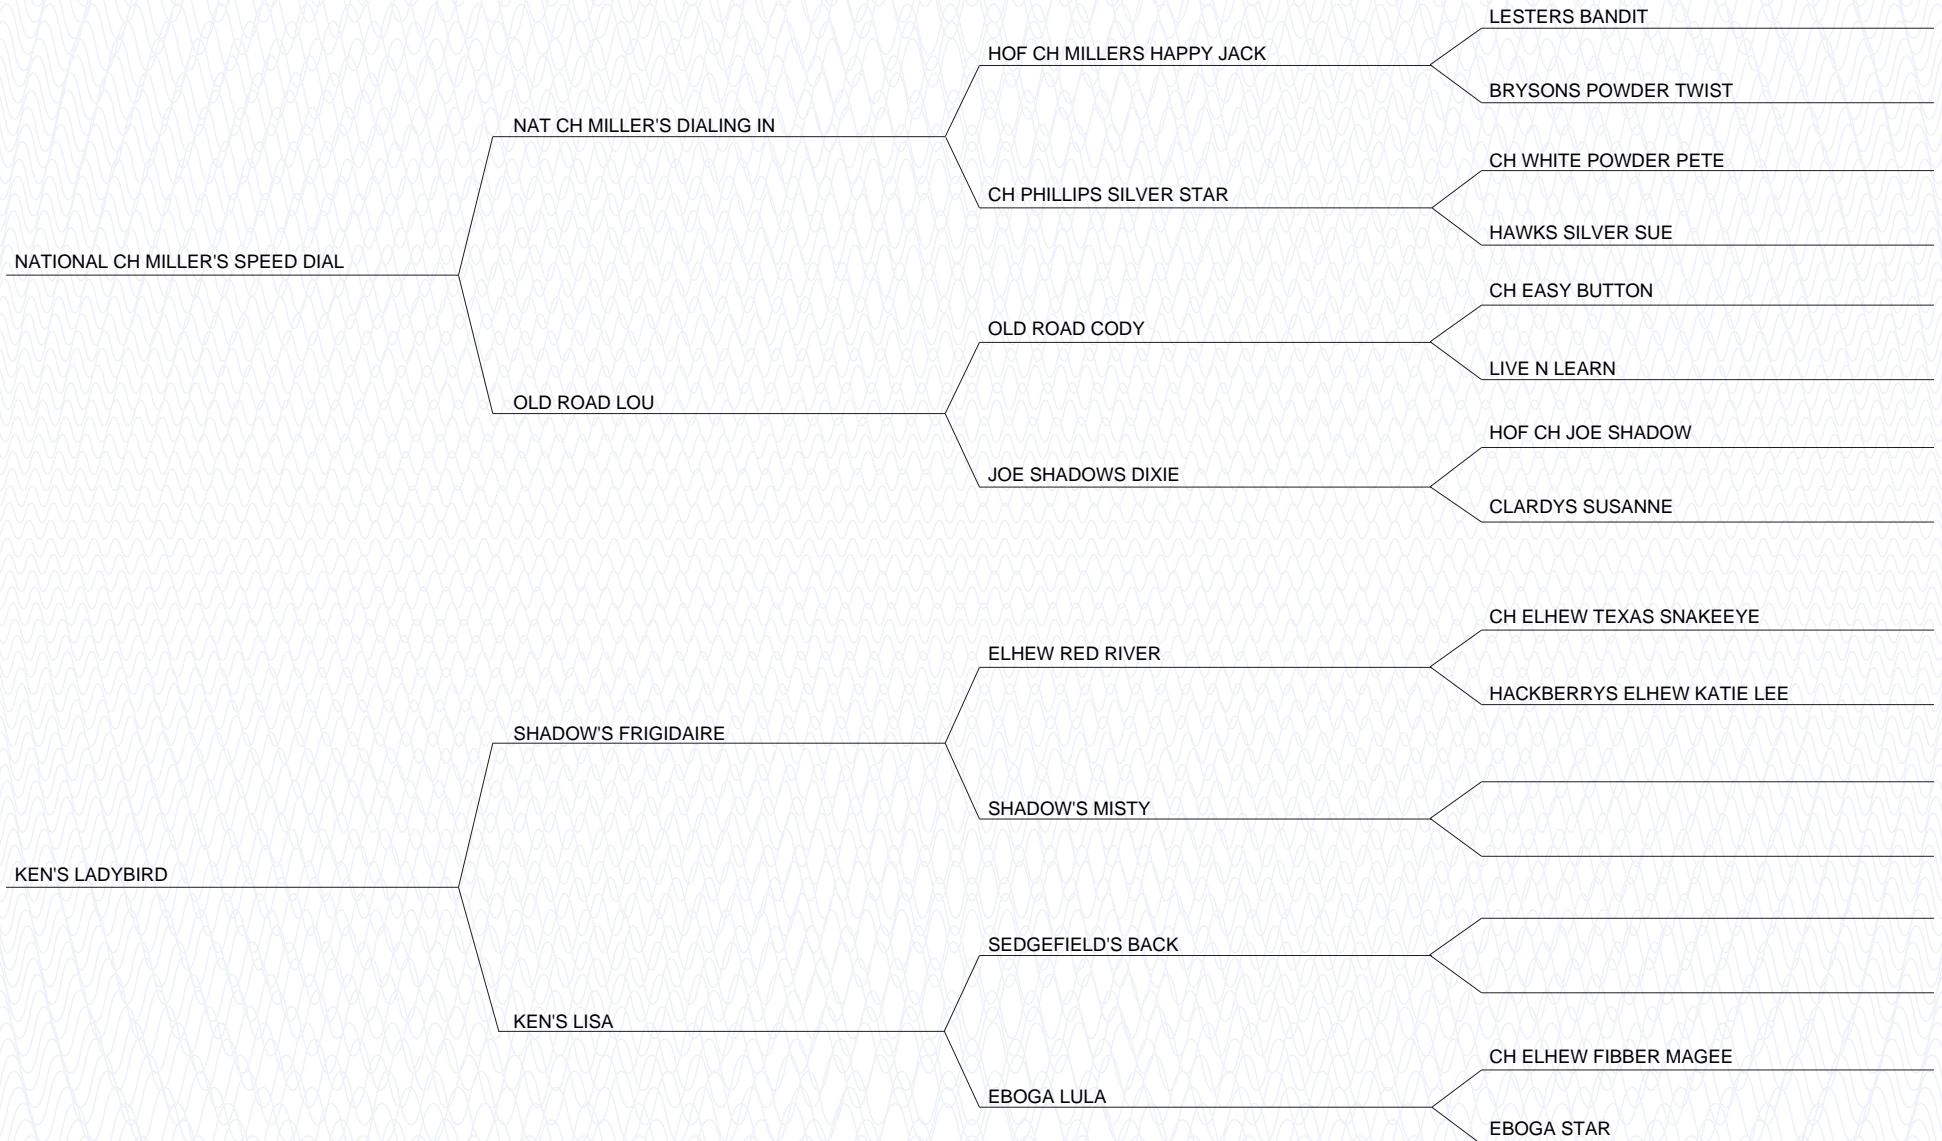 LESTERS BANDIT
HOF CH MILLERS HAPPY JACK
BRYSONS POWDER TWIST
NAT CH MILLER'S DIALING IN
CH WHITE POWDER PETE
CH PHILLIPS SILVER STAR
HAWKS SILVER SUE
NATIONAL CH MILLER'S SPEED DIAL
CH EASY BUTTON
OLD ROAD CODY
LIVE N LEARN
OLD ROAD LOU
HOF CH JOE SHADOW
JOE SHADOWS DIXIE
CLARDYS SUSANNE
CH ELHEW TEXAS SNAKEEYE
ELHEW RED RIVER
HACKBERRYS ELHEW KATIE LEE
SHADOW'S FRIGIDAIRE
SHADOW'S MISTY
KEN'S LADYBIRD
SEDGEFIELD'S BACK
KEN'S LISA
CH ELHEW FIBBER MAGEE
EBOGA LULA
EBOGA STAR